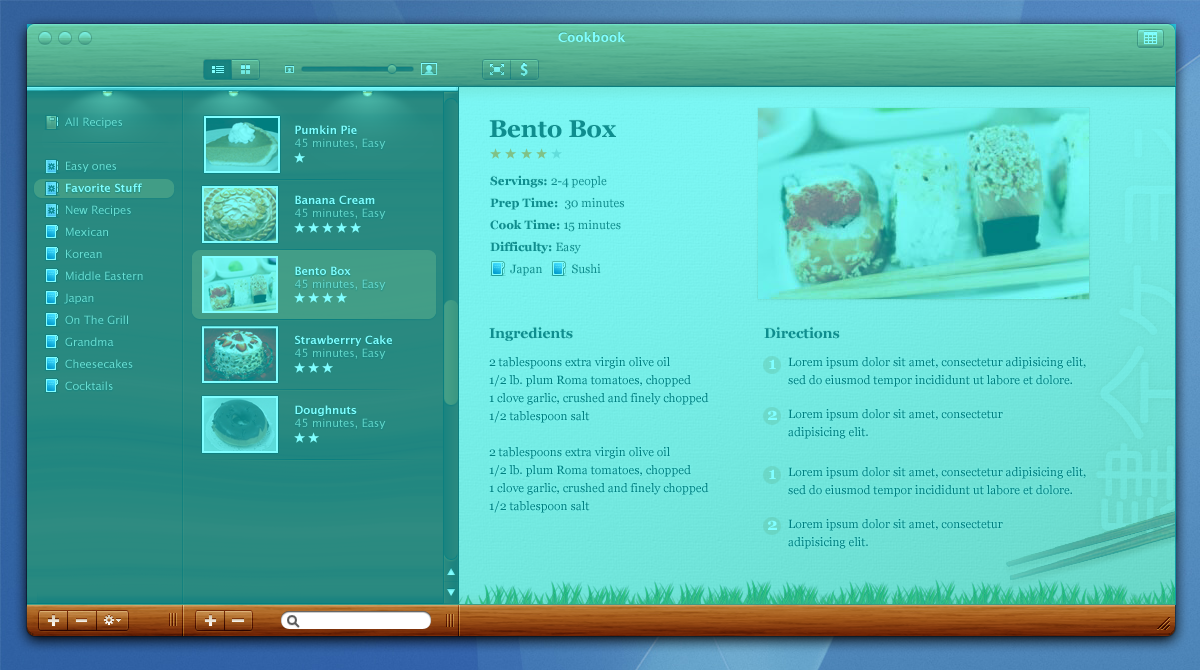 Cookbook
$
All Recipes
Easy ones
Favorite Stuff
New Recipes
Mexican
Korean
Middle Eastern
Japan
On The Grill
Grandma
Cheesecakes
Cocktails
Pumkin Pie
45 minutes, Easy
Banana Cream
45 minutes, Easy
Bento Box
45 minutes, Easy
Strawberrry Cake
45 minutes, Easy
Doughnuts
45 minutes, Easy
Bento Box
Servings: 2-4 people
Prep Time: 30 minutes
Cook Time: 15 minutes
Difficulty: Easy
Japan Sushi
Ingredients
2 tablespoons extra virgin olive oil
1/2 lb. plum Roma tomatoes, chopped
1 clove garlic, crushed and finely chopped
1/2 tablespoon salt
2 tablespoons extra virgin olive oil
1/2 lb. plum Roma tomatoes, chopped
1 clove garlic, crushed and finely chopped
1/2 tablespoon salt
Directions
1 Lorem ipsum dolor sit amet, consectetur adipisicing elit,
sed do eiusmod tempor incididunt ut labore et dolore.
2 Lorem ipsum dolor sit amet, consectetur
adipisicing elit.
1 Lorem ipsum dolor sit amet, consectetur adipisicing elit,
sed do eiusmod tempor incididunt ut labore et dolore.
2 Lorem ipsum dolor sit amet, consectetur
adipisicing elit.